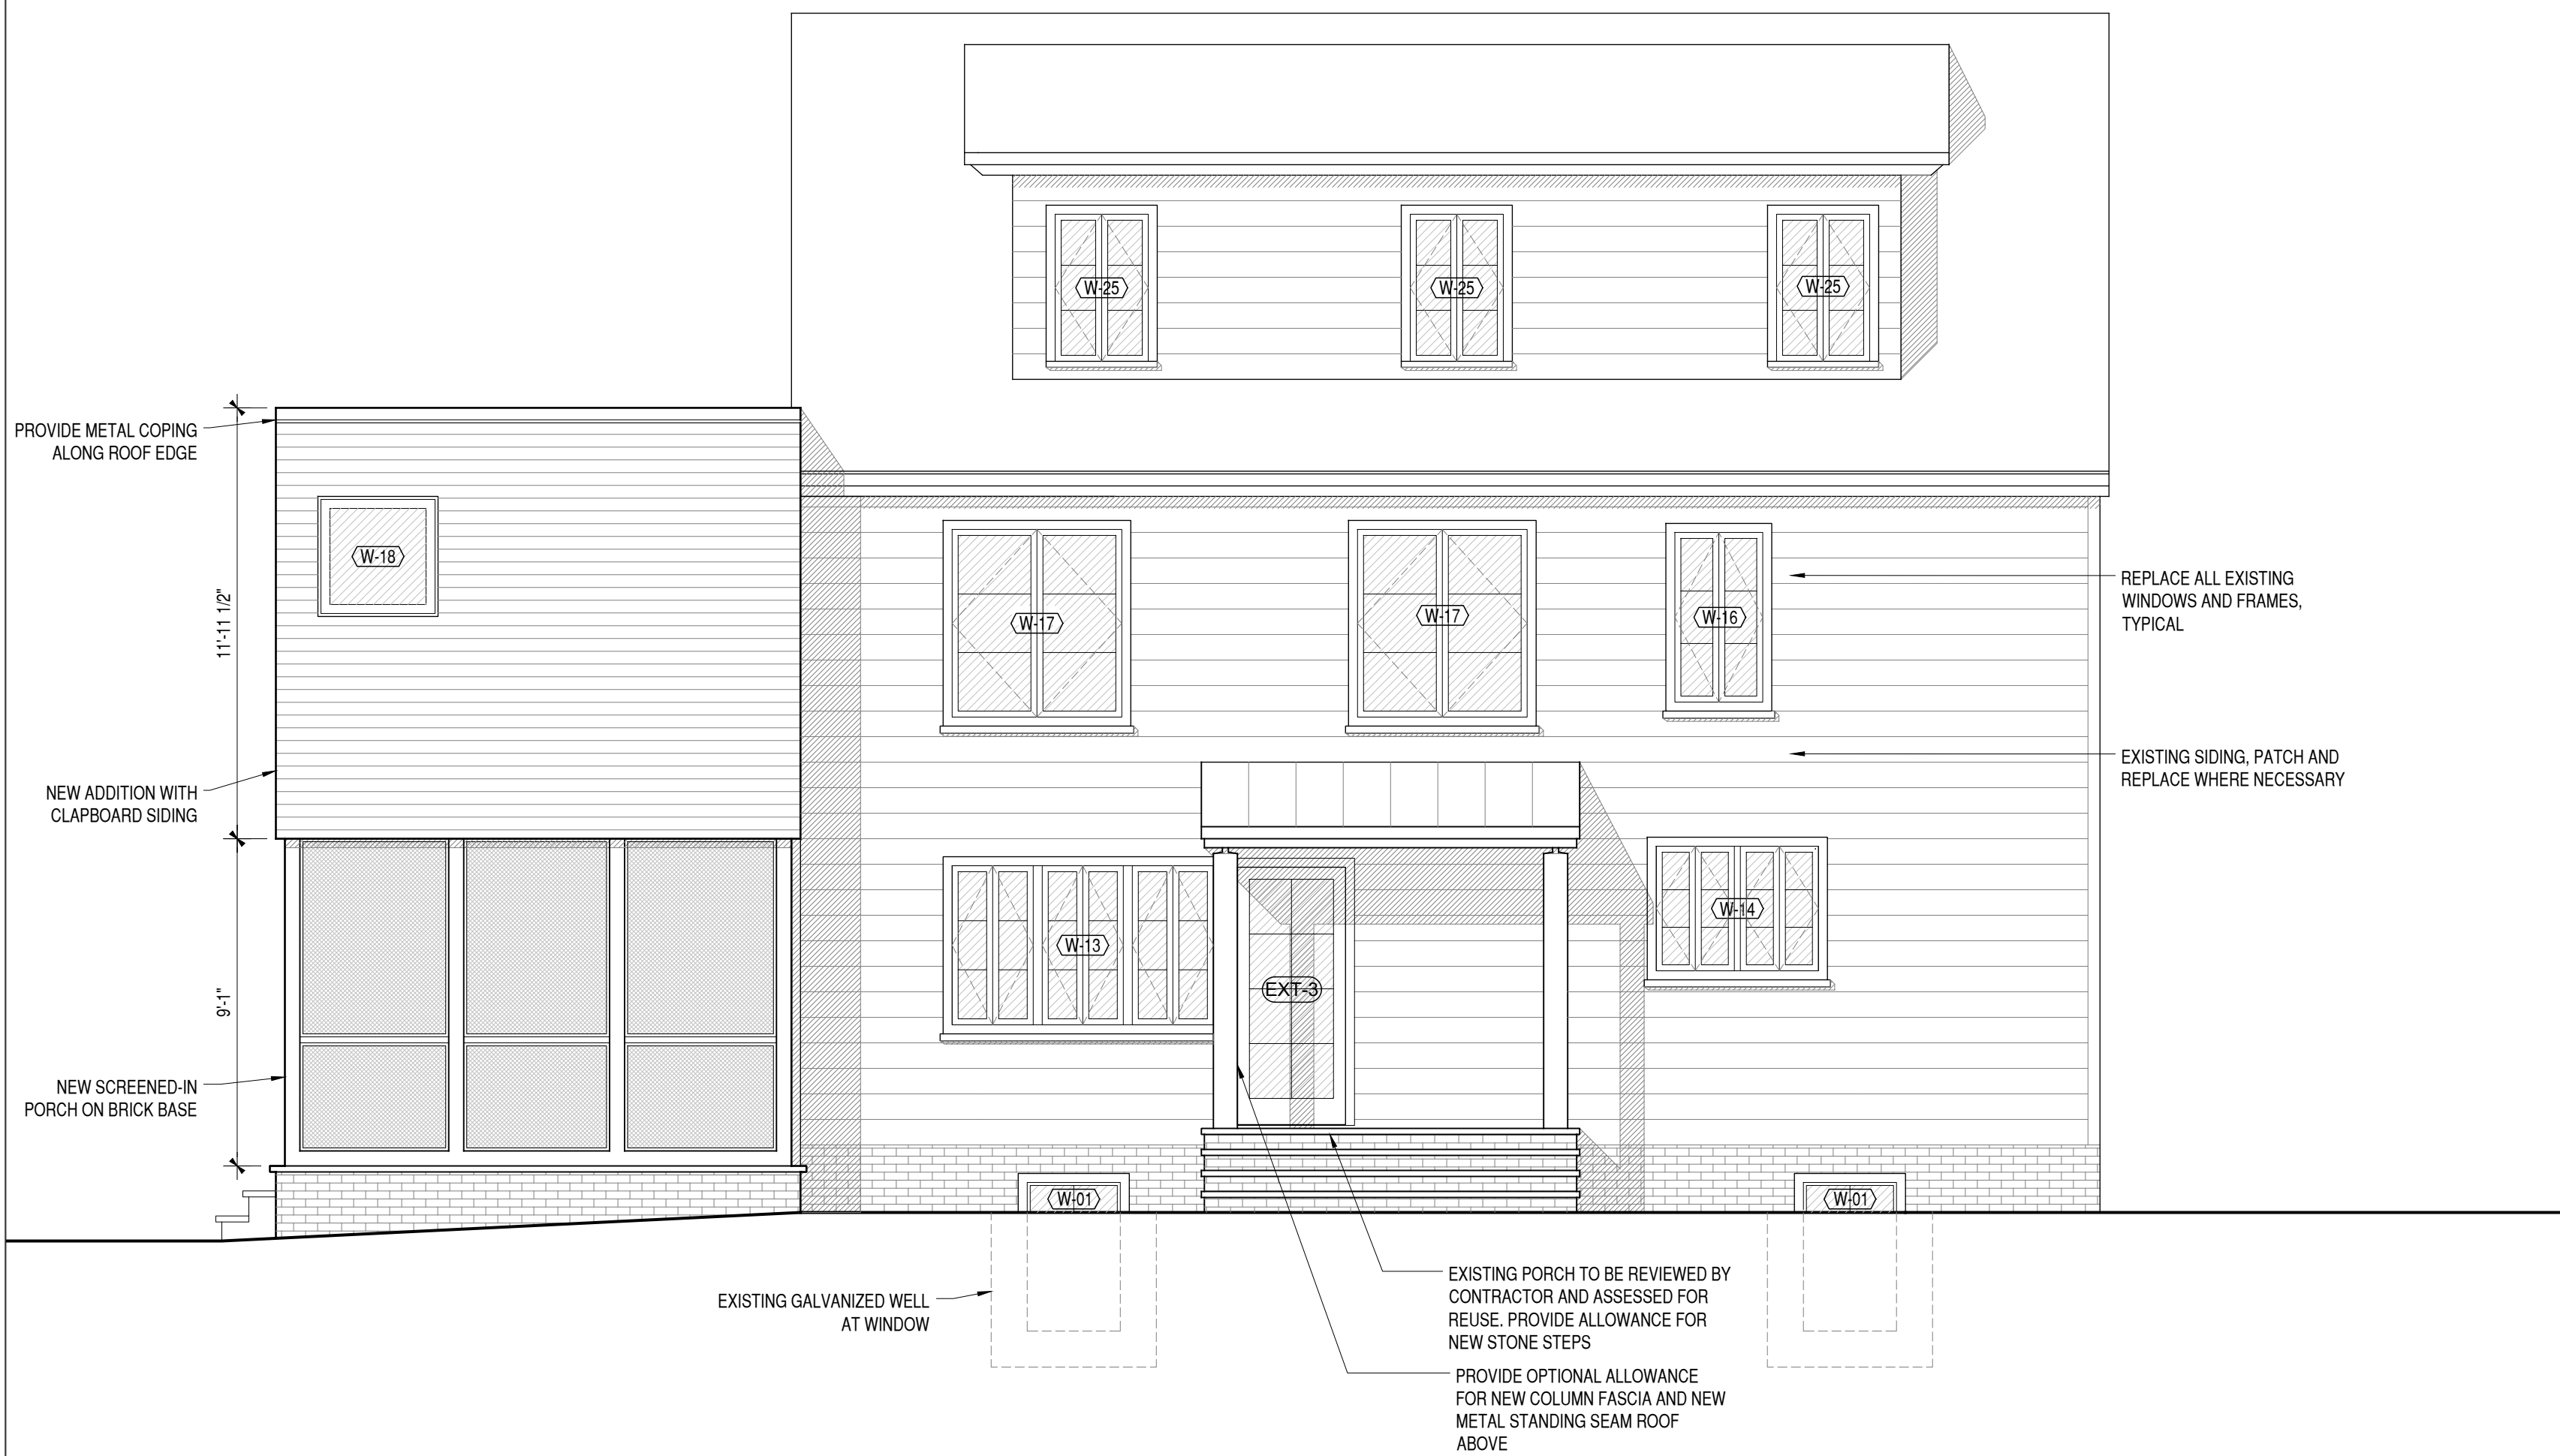 W-25
W-25
W-25
PROVIDE METAL COPING
ALONG ROOF EDGE
W-18
11'-11 1/2"
W-17
W-17
W-16
REPLACE ALL EXISTING
WINDOWS AND FRAMES,
TYPICAL
EXISTING SIDING, PATCH AND
REPLACE WHERE NECESSARY
NEW ADDITION WITH
CLAPBOARD SIDING
W-13
W-14
EXT-3
9'-1"
NEW SCREENED-IN
PORCH ON BRICK BASE
W-01
W-01
EXISTING GALVANIZED WELL
AT WINDOW
EXISTING PORCH TO BE REVIEWED BY
CONTRACTOR AND ASSESSED FOR
REUSE. PROVIDE ALLOWANCE FOR
NEW STONE STEPS
PROVIDE OPTIONAL ALLOWANCE
FOR NEW COLUMN FASCIA AND NEW
METAL STANDING SEAM ROOF
ABOVE